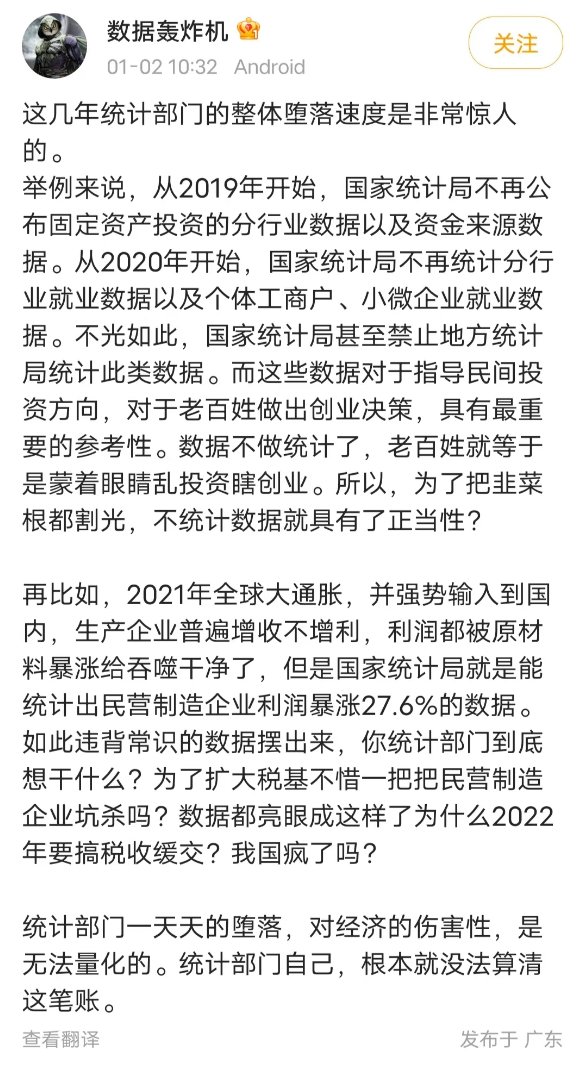 数据轰炸机
关注
01-02 10:32 Android
这几年统计部门的整体堕落速度是非常惊人
的。
举例来说，从2019年开始，国家统计局不再公
布固定资产投资的分行业数据以及资金来源数
据。从2020年开始，国家统计局不再统计分行
业就业数据以及个体工商户、小微企业就业数
据。不光如此，国家统计局甚至禁止地方统计
局统计此类数据。而这些数据对于指导民间投
资方向，对于老百姓做出创业决策，具有最重
要的参考性。数据不做统计了，老百姓就等于
是蒙着眼睛乱投资瞎创业。所以，为了把韭菜
根都割光，不统计数据就具有了正当性？
再比如，2021年全球大通胀，并强势输入到国
内，生产企业普遍增收不增利，利润都被原材
料暴涨给吞噬干净了，但是国家统计局就是能
统计出民营制造企业利润暴涨27.6%的数据。
如此违背常识的数据摆出来，你统计部门到底
想干什么？为了扩大税基不惜一把把民营制造
企业坑杀吗？数据都亮眼成这样了为什么2022
年要搞税收缓交？我国疯了吗？
统计部门一天天的堕落，对经济的伤害性，是
无法量化的。统计部门自己，根本就没法算清
这笔账。
查看翻译
发布于 广东